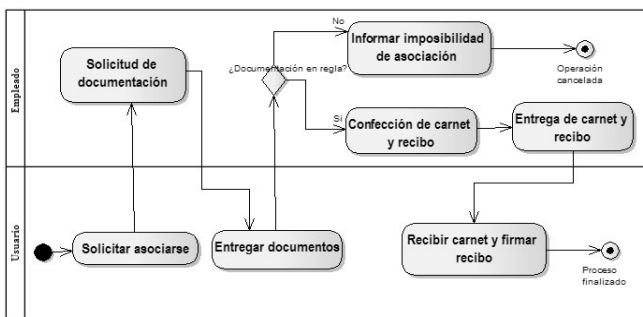 Empleado
Solicitud de
documentación
¿Documentación en regla?
No
Informar imposibilidad
de asociación
Operación
cancelada
Si
Confección de carnet
y recibo
Entrega de carnet y
recibo
Usuario
Solicitar asociarse
Entregar documentos
Recibir carnet y firmar
recibo
Proceso
finalizado